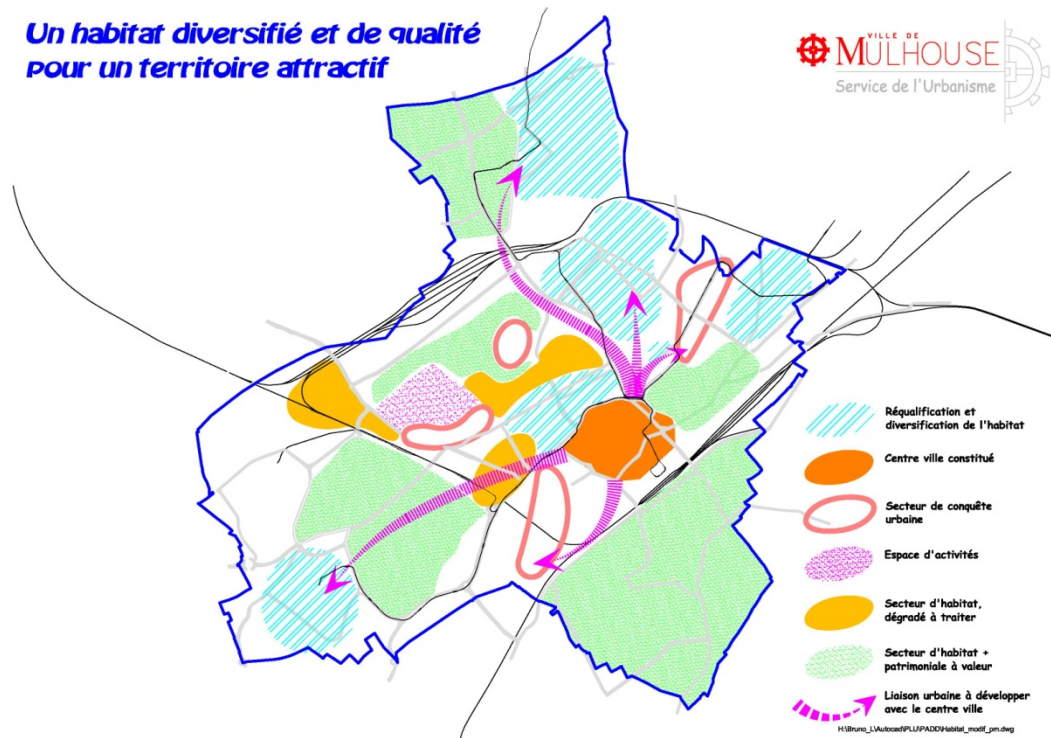 Un habitat diversifié et de qualité
pour un territoire attractif
VILLE DE
MULHOUSE
Service de l'Urbanisme
Réqualification et
diversification de l'habitat
Centre ville constitué
Secteur de conquête
urbaine
Espace d'activités
Secteur d'habitat,
dégradé à traiter
Secteur d'habitat +
patrimoniale à valeur
Liaison urbaine à développer
avec le centre ville
H:\Bruno_L\Autocad\PLU\PADD\Habitat_modif_pm.dwg